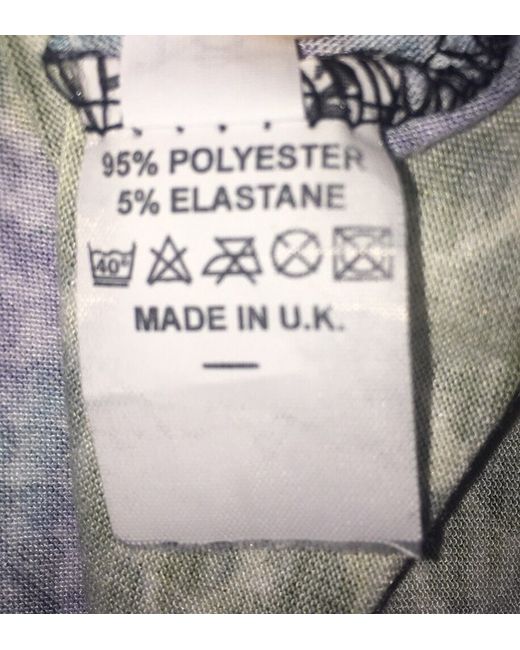 95% POLYESTER
5% ELASTANE
40°
MADE IN U.K.